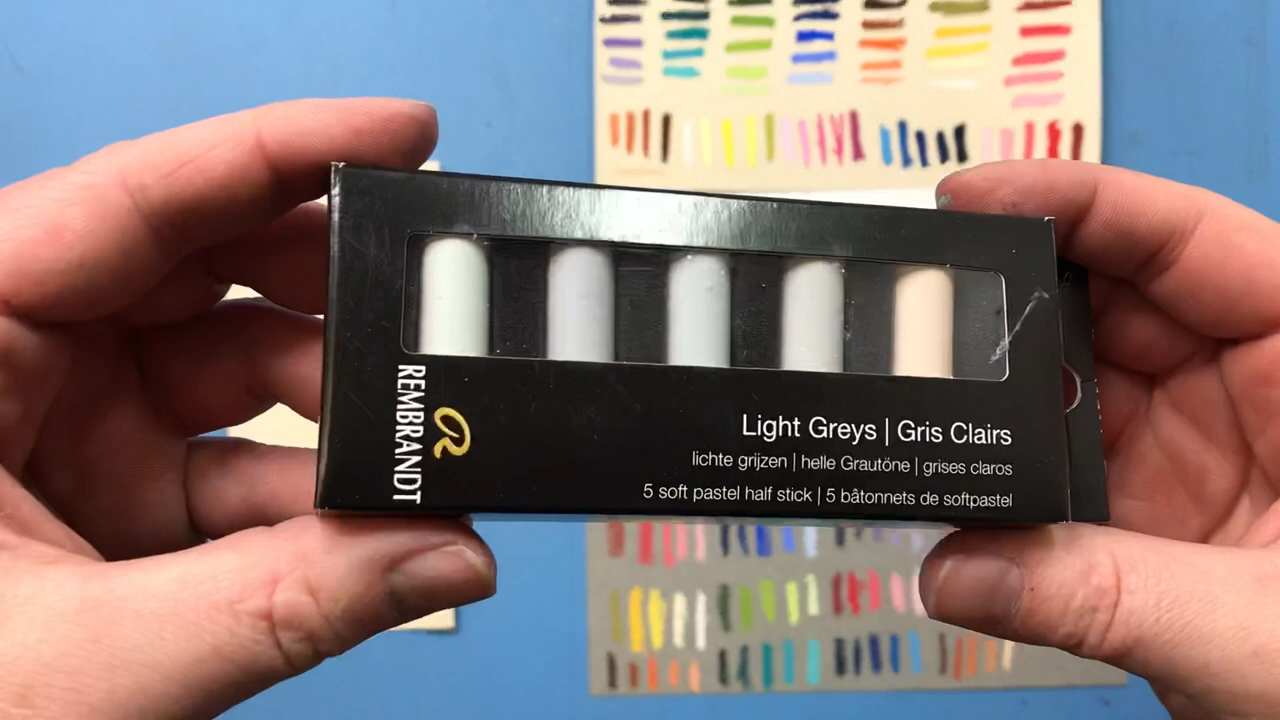 REMBRANDT
Light Greys | Gris Clairs
lichte grijzen | helle Grautöne | grises claros
5 soft pastel half stick | 5 bâtonnets de softpastel